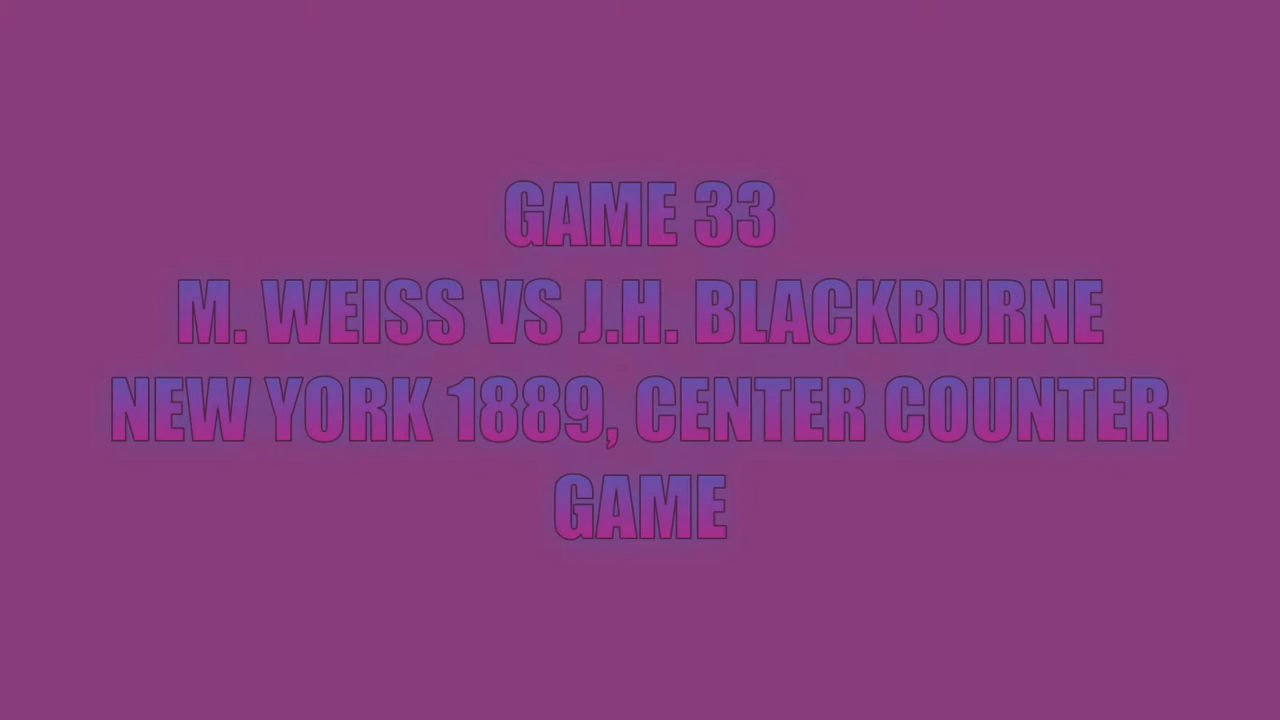 GAME 33
M. WEISS VS J.H. BLACKBURNE
NEW YORK 1889, CENTER COUNTER
GAME